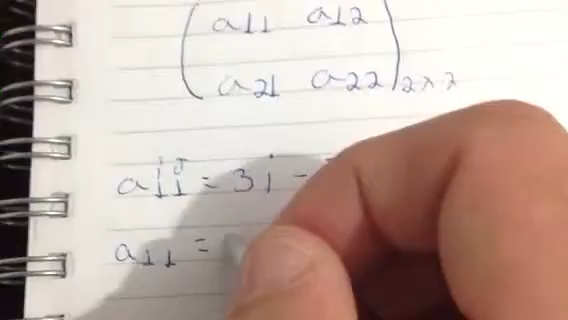 a11 a12
a21 a22 2x2
aij = 3i -
a11 =